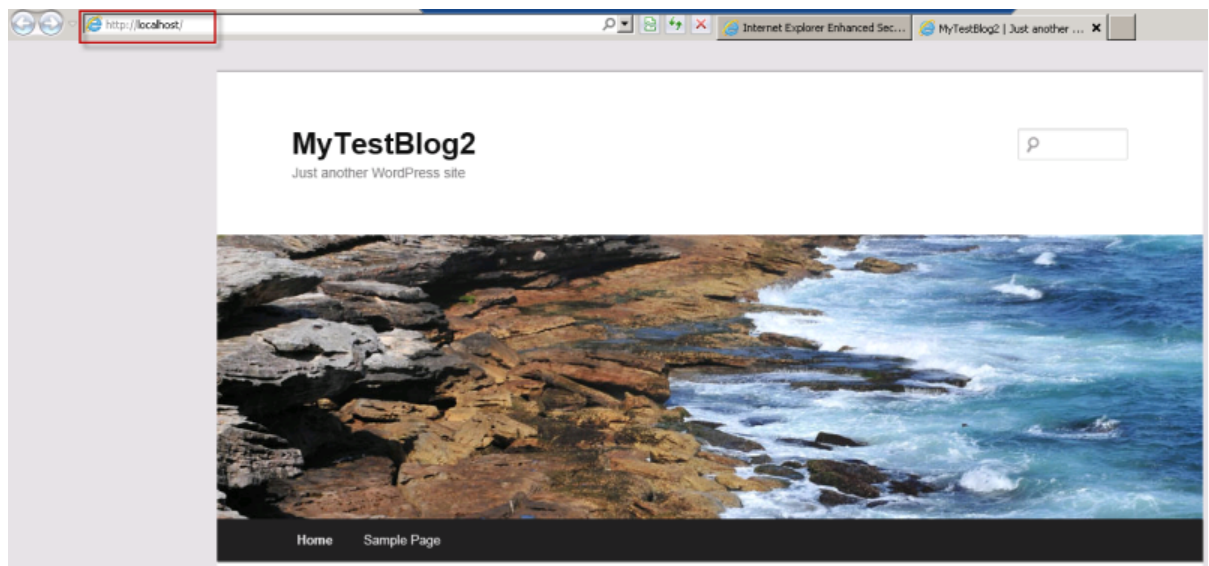 http://localhost/
Internet Explorer Enhanced Sec...
MyTestBlog2 | Just another ...
MyTestBlog2
Just another WordPress site
Home
Sample Page